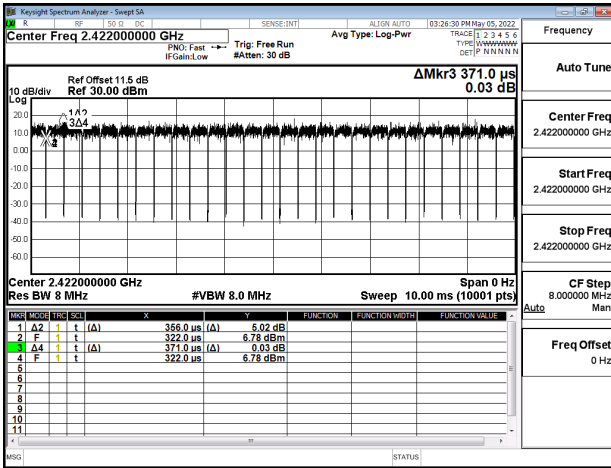 Keysight Spectrum Analyzer - Swept SA
R RF 50 Ω DC SENSE:INT ALIGN AUTO 03:26:30 PM May 05, 2022
Center Freq 2.422000000 GHz
PNO: Fast
IFGain:Low
Trig: Free Run
#Atten: 30 dB
Avg Type: Log-Pwr
TRACE 1 2 3 4 5 6
TYPE WWWWWW
DET P NNNNN
Ref Offset 11.5 dB
Ref 30.00 dBm
10 dB/div
Log
ΔMkr3 371.0 µs
0.03 dB
20.0
10.0
0.00
-10.0
-20.0
-30.0
-40.0
-50.0
-60.0
1Δ2
3Δ4
Center 2.422000000 GHz Span 0 Hz
Res BW 8 MHz #VBW 8.0 MHz Sweep 10.00 ms (10001 pts)
MKR MODE TRC SCL X Y FUNCTION FUNCTION WIDTH FUNCTION VALUE
1 Δ2 1 t (Δ) 356.0 µs (Δ) 5.02 dB
2 F 1 t 322.0 µs 6.78 dBm
3 Δ4 1 t (Δ) 371.0 µs (Δ) 0.03 dB
4 F 1 t 322.0 µs 6.78 dBm
5
6
7
8
9
10
11
MSG STATUS
Frequency
Auto Tune
Center Freq
2.422000000 GHz
Start Freq
2.422000000 GHz
Stop Freq
2.422000000 GHz
CF Step
8.000000 MHz
Auto Man
Freq Offset
0 Hz